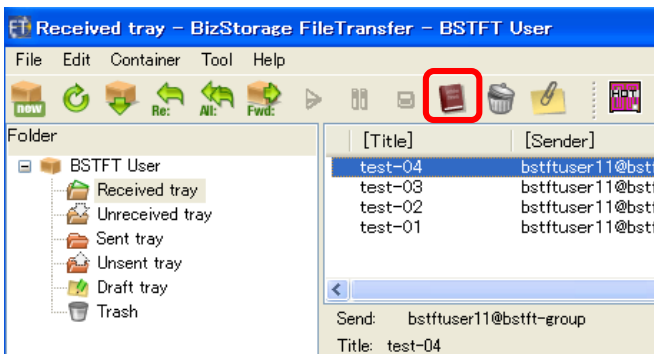 Received tray - BizStorage FileTransfer - BSTFT User
File Edit Container Tool Help
new Re: All: Fwd: HOT
Folder
BSTFT User
Received tray
Unreceived tray
Sent tray
Unsent tray
Draft tray
Trash
[Title] [Sender]
test-04 bstftuser11@bst
test-03 bstftuser11@bst
test-02 bstftuser11@bst
test-01 bstftuser11@bst
Send: bstftuser11@bstft-group
Title: test-04